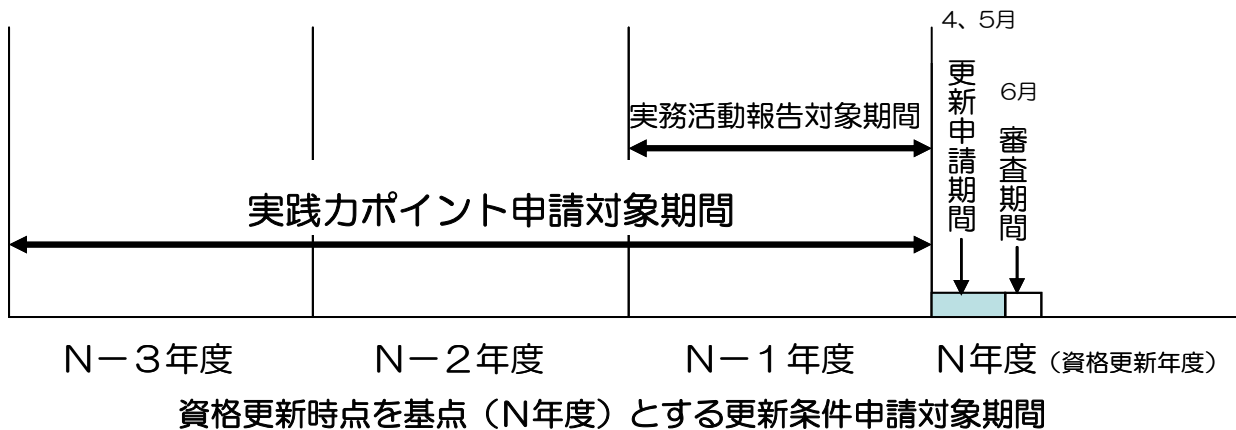 4、5月
更新申請期間
6月
審査期間
実務活動報告対象期間
実践力ポイント申請対象期間
N－3年度
N－2年度
N－1年度
N年度（資格更新年度）
資格更新時点を基点（N年度）とする更新条件申請対象期間